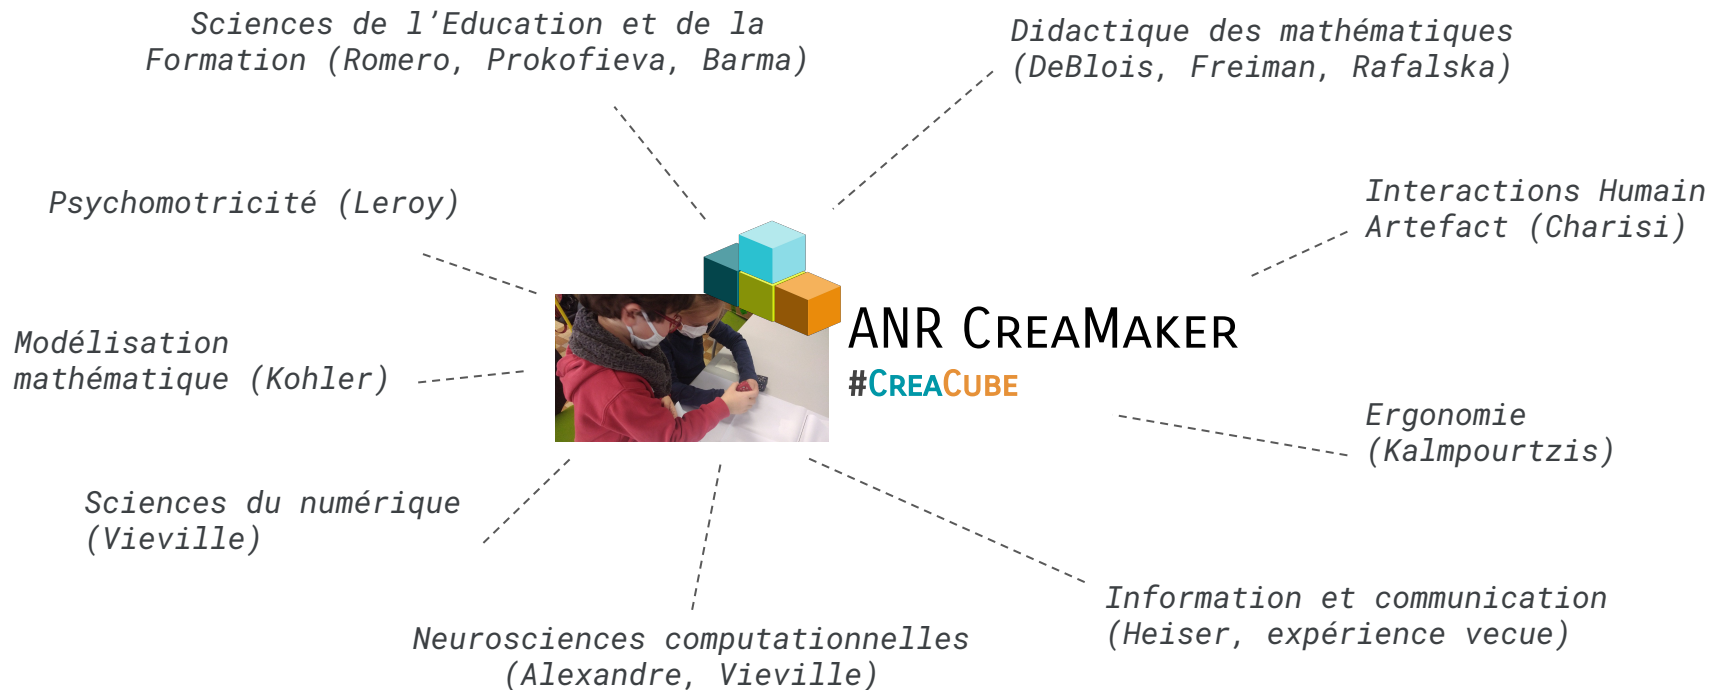 Sciences de l’Education et de la
Formation (Romero, Prokofieva, Barma)
Didactique des mathématiques
(DeBlois, Freiman, Rafalska)
Psychomotricité (Leroy)
Interactions Humain
Artefact (Charisi)
ANR CREAMAKER
#CREACUBE
Modélisation
mathématique (Kohler)
Ergonomie
(Kalmpourtzis)
Sciences du numérique
(Vieville)
Information et communication
(Heiser, expérience vecue)
Neurosciences computationnelles
(Alexandre, Vieville)